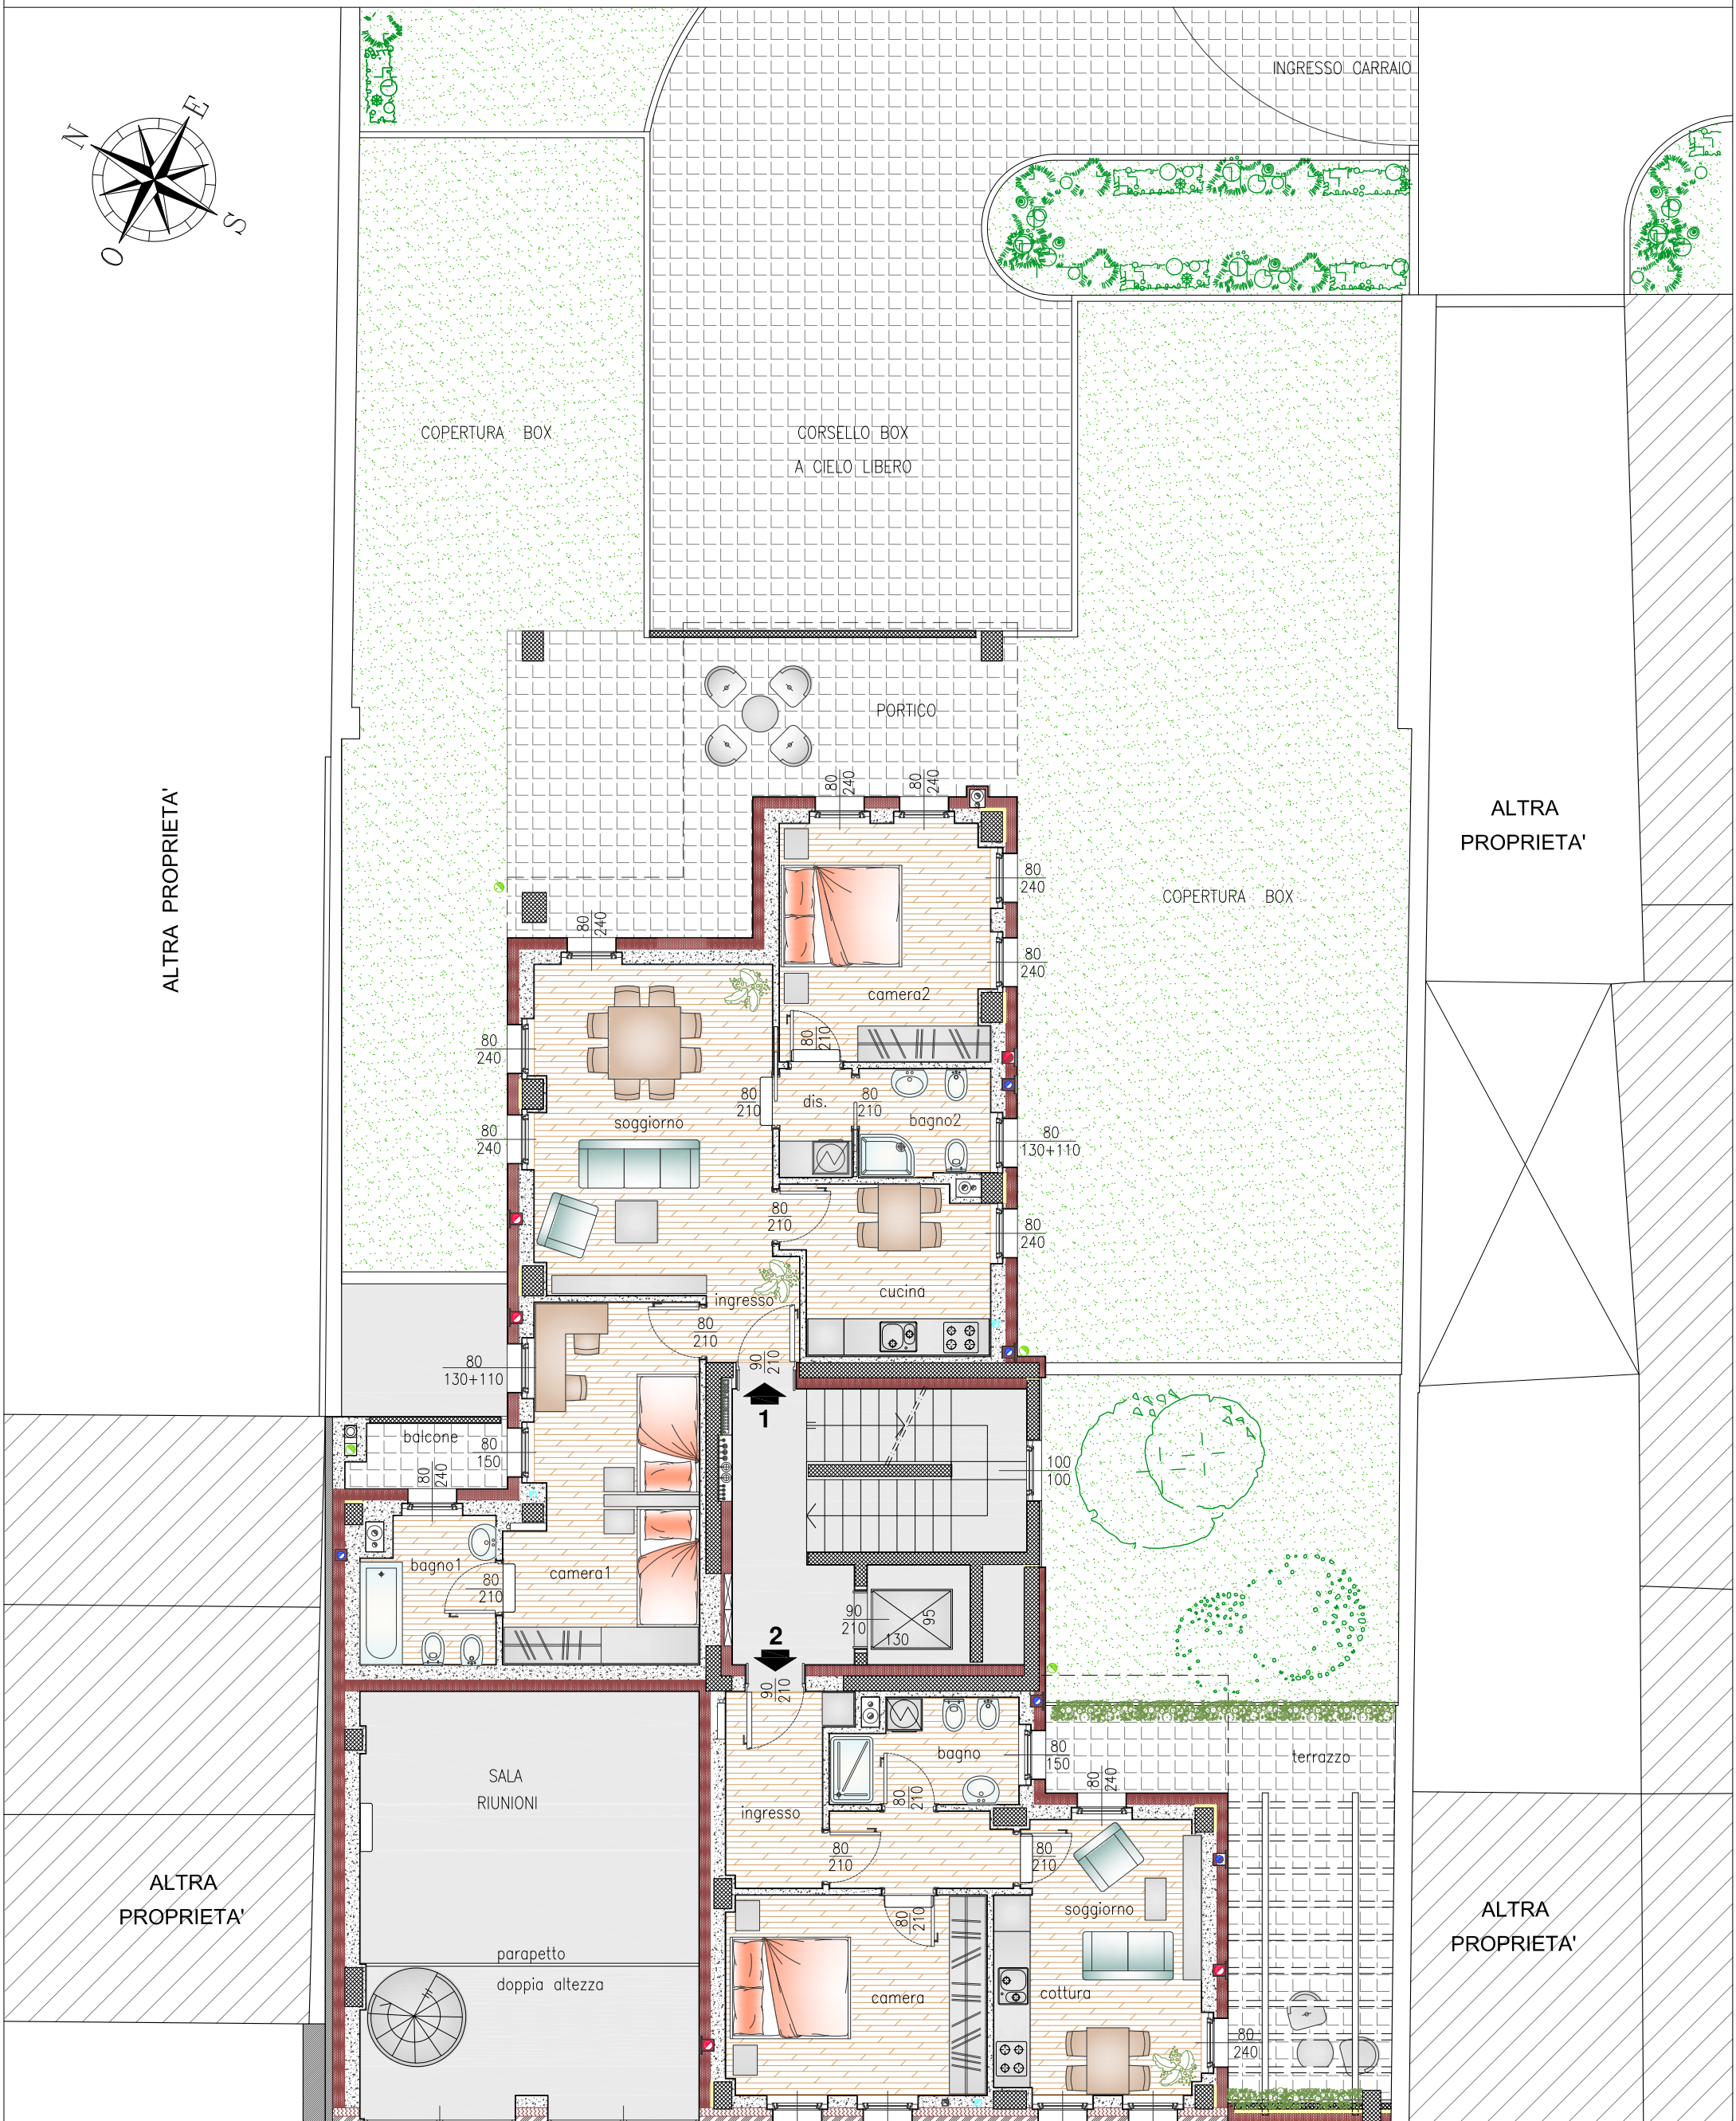 INGRESSO CARRAIO
N
E
S
O
COPERTURA BOX
CORSELLO BOX
A CIELO LIBERO
ALTRA PROPRIETA'
PORTICO
80
240
80
240
ALTRA
PROPRIETA'
80
240
COPERTURA BOX
80
240
80
240
camera2
80
210
80
240
80
210
dis.
80
210
bagno2
soggiorno
80
240
80
130+110
80
210
80
240
cucina
ingresso
80
210
90
210
80
130+110
1
balcone
80
150
80
240
100
100
bagno1
camera1
80
210
90
210
95
130
2
90
210
bagno
80
150
terrazzo
80
240
SALA
RIUNIONI
80
210
ingresso
80
210
80
210
ALTRA
PROPRIETA'
soggiorno
80
210
ALTRA
PROPRIETA'
parapetto
doppia altezza
camera
cottura
80
240